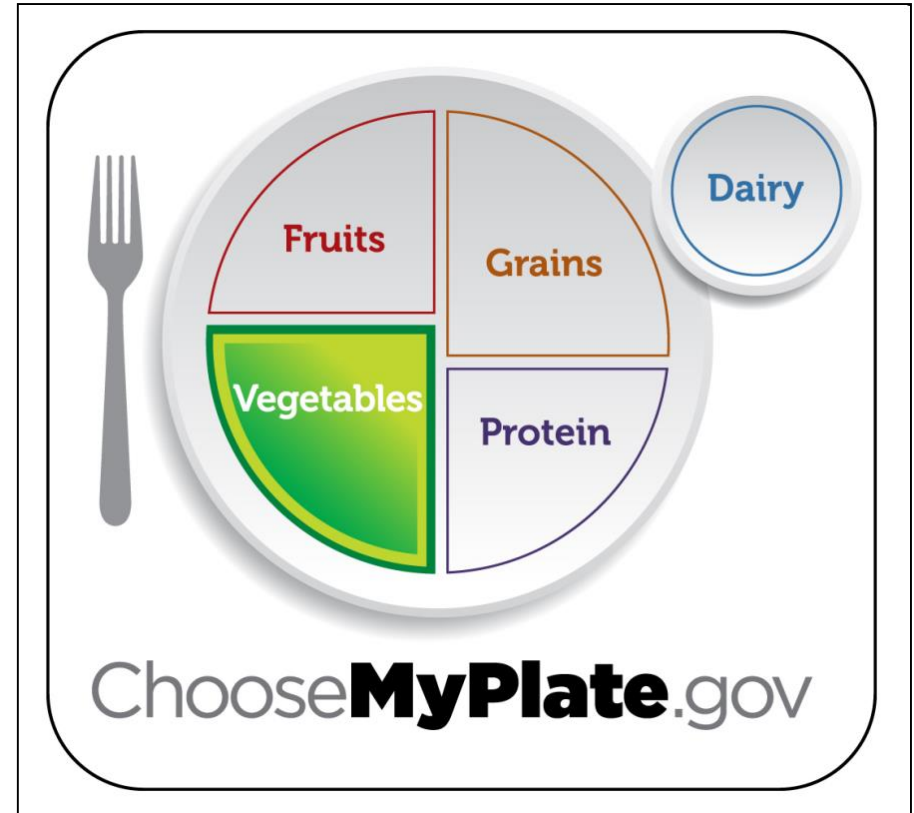 Dairy
Fruits
Grains
Vegetables
Protein
ChooseMyPlate.gov